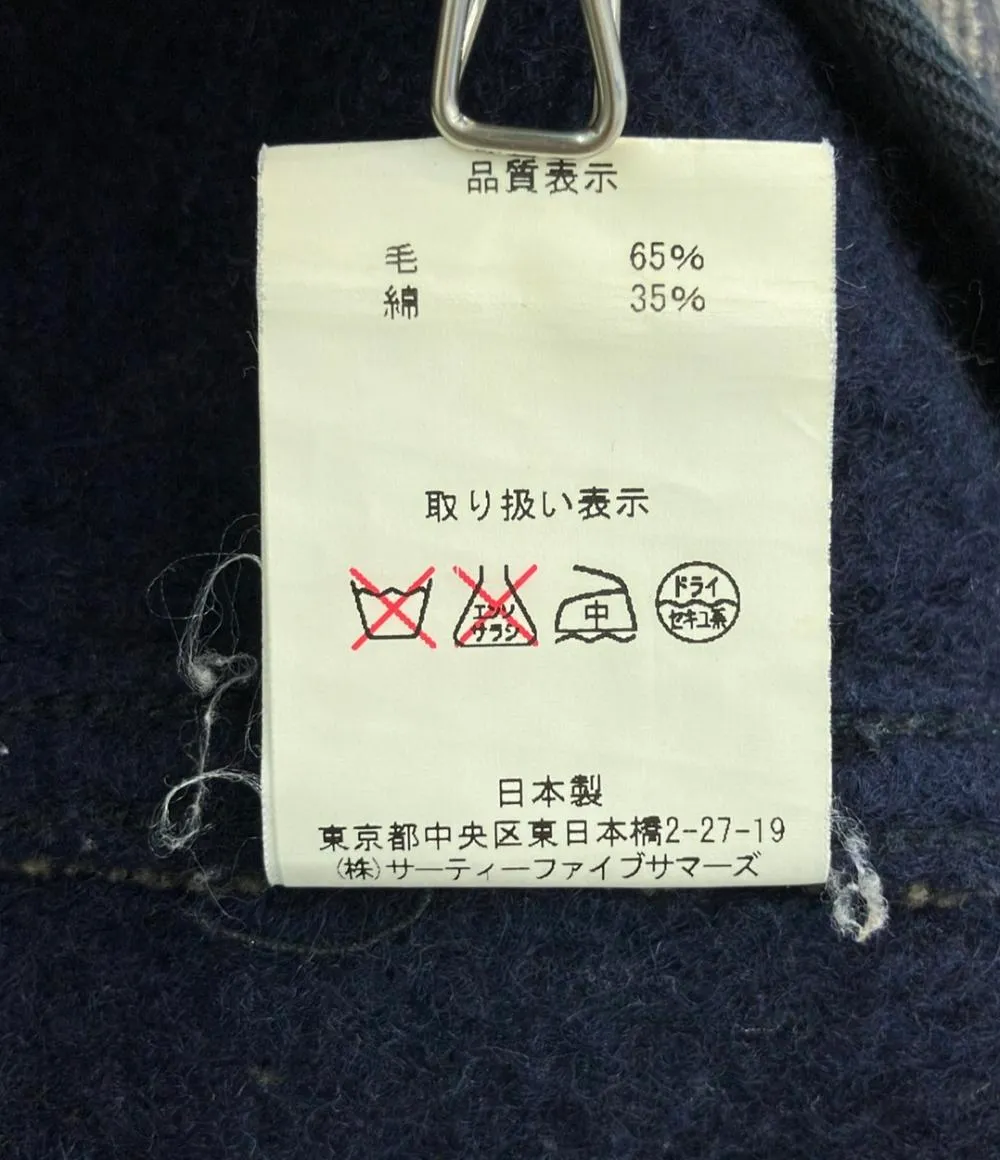 品質表示
毛 65%
綿 35%
取り扱い表示
エンソ
サラシ
中
ドライ
セキユ系
日本製
東京都中央区東日本橋2-27-19
(株)サーティーファイブサマーズ